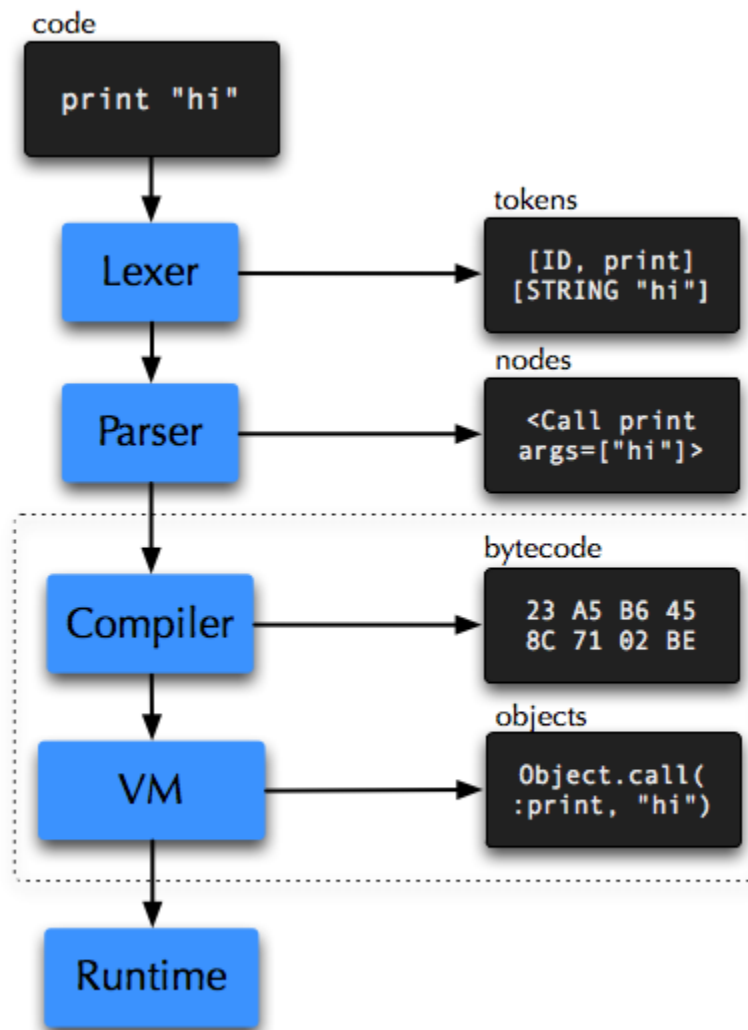 code
print "hi"
Lexer
tokens
[ID, print]
[STRING "hi"]
Parser
nodes
<Call print
args=["hi"]>
Compiler
bytecode
23 A5 B6 45
8C 71 02 BE
VM
objects
Object.call(
:print, "hi")
Runtime